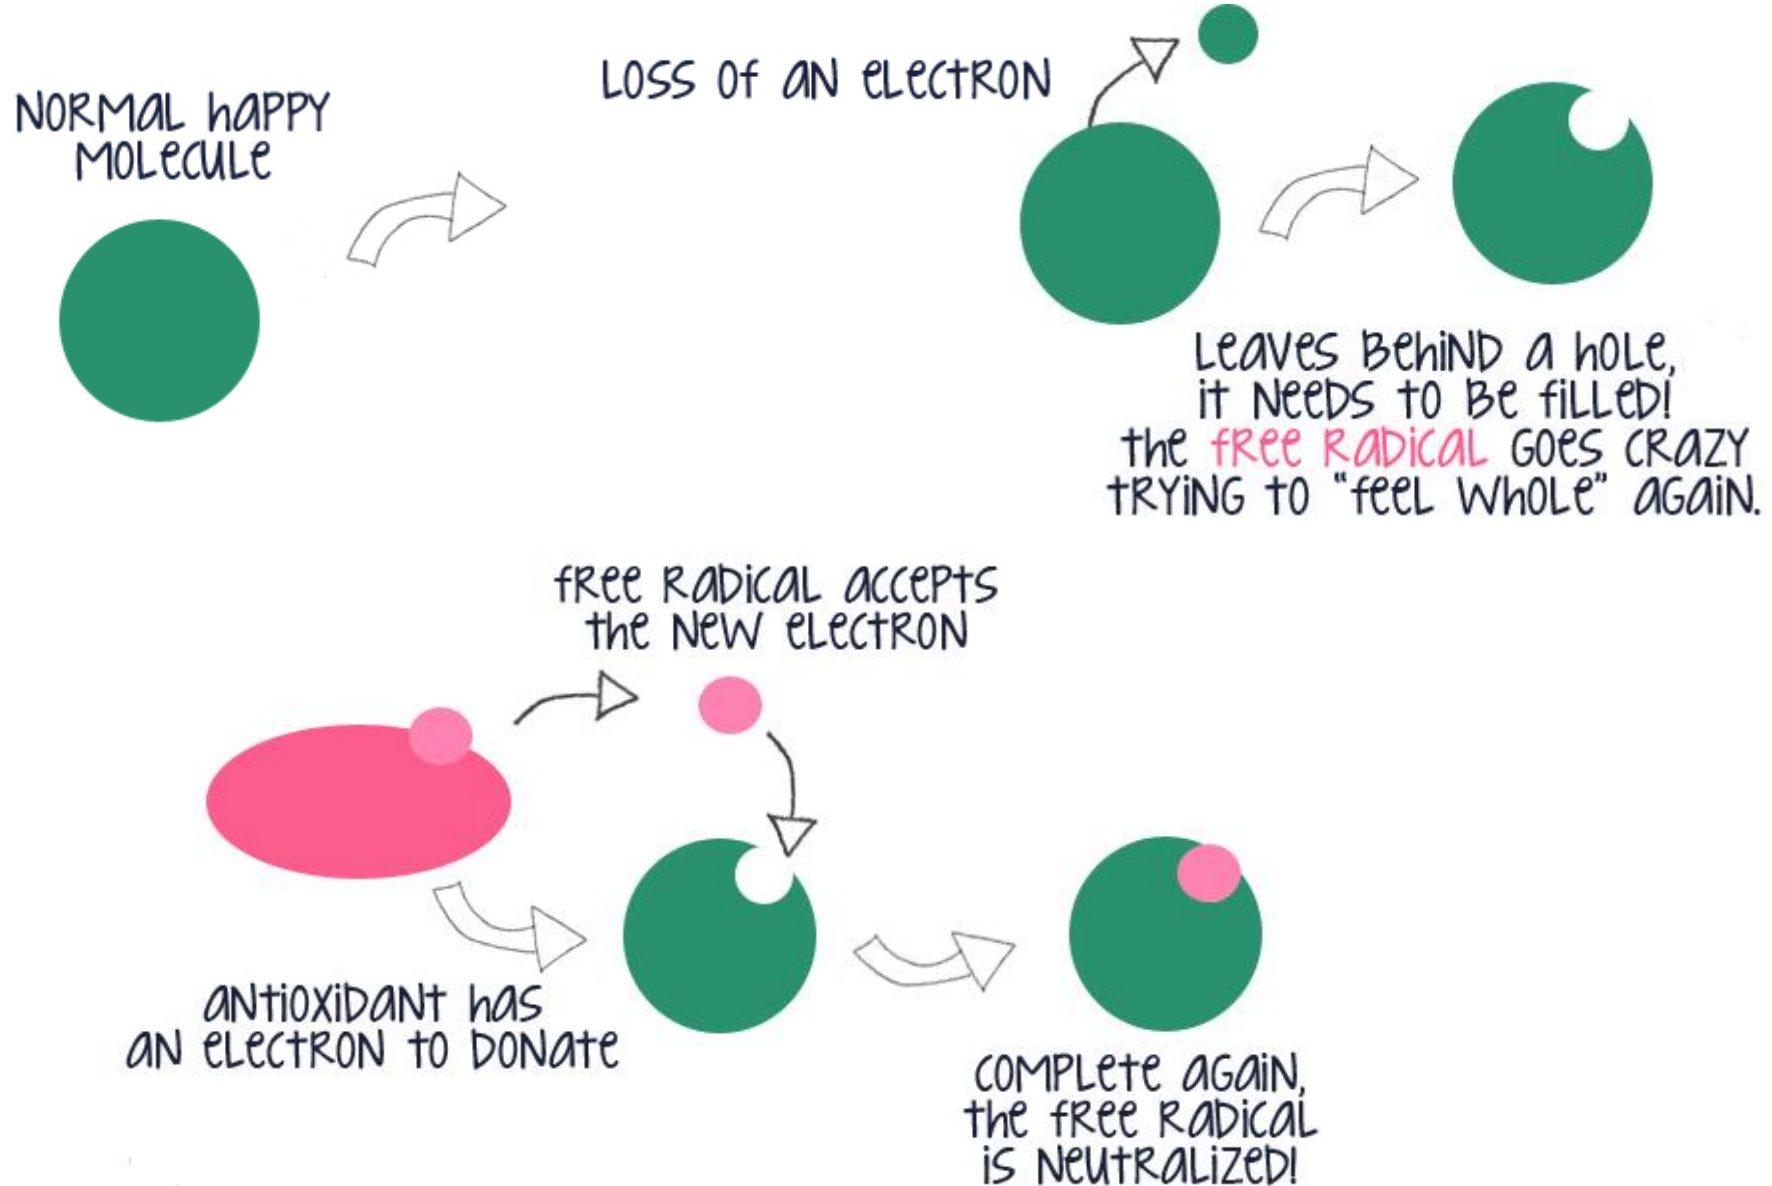 NORMAL HAPPY
MOLECULE
LOSS OF AN ELECTRON
LEAVES BEHIND A HOLE,
IT NEEDS TO BE FILLED!
THE FREE RADICAL GOES CRAZY
TRYING TO "FEEL WHOLE" AGAIN.
FREE RADICAL ACCEPTS
THE NEW ELECTRON
ANTIOXIDANT HAS
AN ELECTRON TO DONATE
COMPLETE AGAIN,
THE FREE RADICAL
IS NEUTRALIZED!